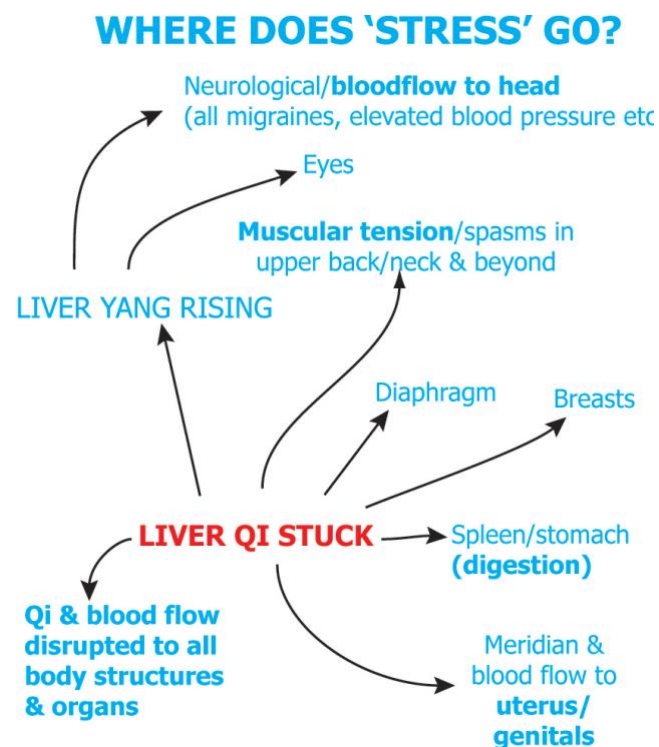 WHERE DOES ‘STRESS’ GO?
Neurological/bloodflow to head
(all migraines, elevated blood pressure etc
Eyes
Muscular tension/spasms in
upper back/neck & beyond
LIVER YANG RISING
Diaphragm
Breasts
LIVER QI STUCK
Spleen/stomach
(digestion)
Qi & blood flow
disrupted to all
body structures
& organs
Meridian &
blood flow to
uterus/
genitals